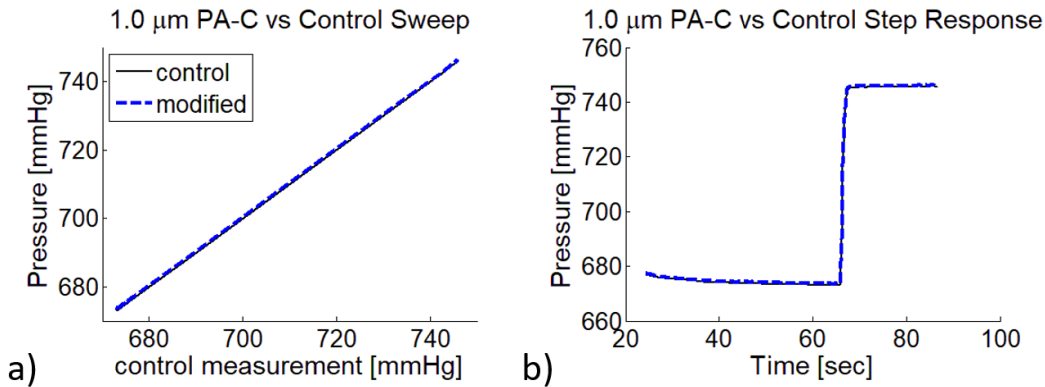 1.0 μm PA-C vs Control Sweep
control
modified
Pressure [mmHg]
740
720
700
680
680
700
720
740
control measurement [mmHg]
a)
1.0 μm PA-C vs Control Step Response
Pressure [mmHg]
760
740
720
700
680
660
20
40
60
80
100
Time [sec]
b)